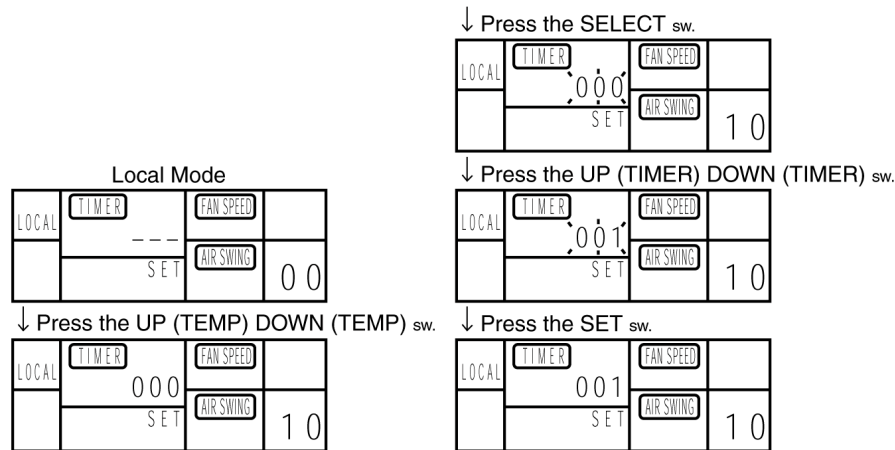 Local Mode
LOCAL
TIMER
FAN SPEED
---
SET
AIR SWING
00
↓ Press the UP (TEMP) DOWN (TEMP) sw.
LOCAL
TIMER
FAN SPEED
000
SET
AIR SWING
10
↓ Press the SELECT sw.
LOCAL
TIMER
FAN SPEED
000
SET
AIR SWING
10
↓ Press the UP (TIMER) DOWN (TIMER) sw.
LOCAL
TIMER
FAN SPEED
001
SET
AIR SWING
10
↓ Press the SET sw.
LOCAL
TIMER
FAN SPEED
001
SET
AIR SWING
10